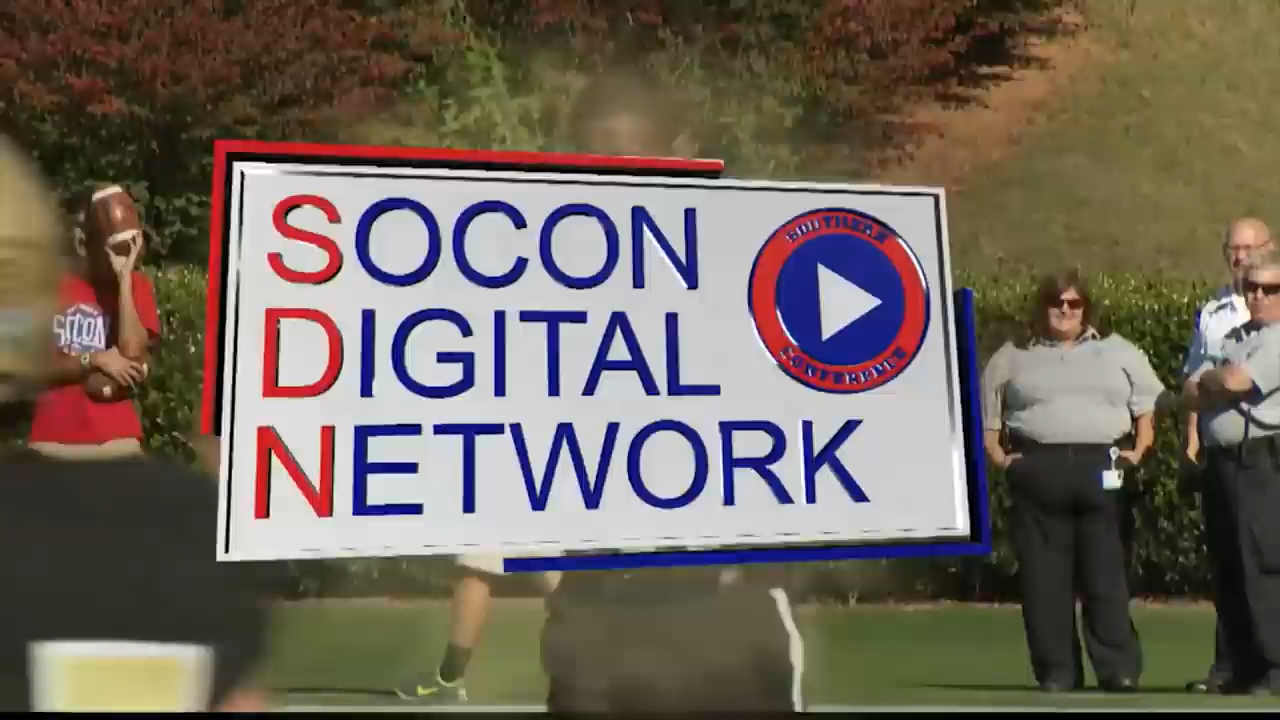 SOCON
DIGITAL
NETWORK
SOUTHERN
CONFERENCE
SOCON